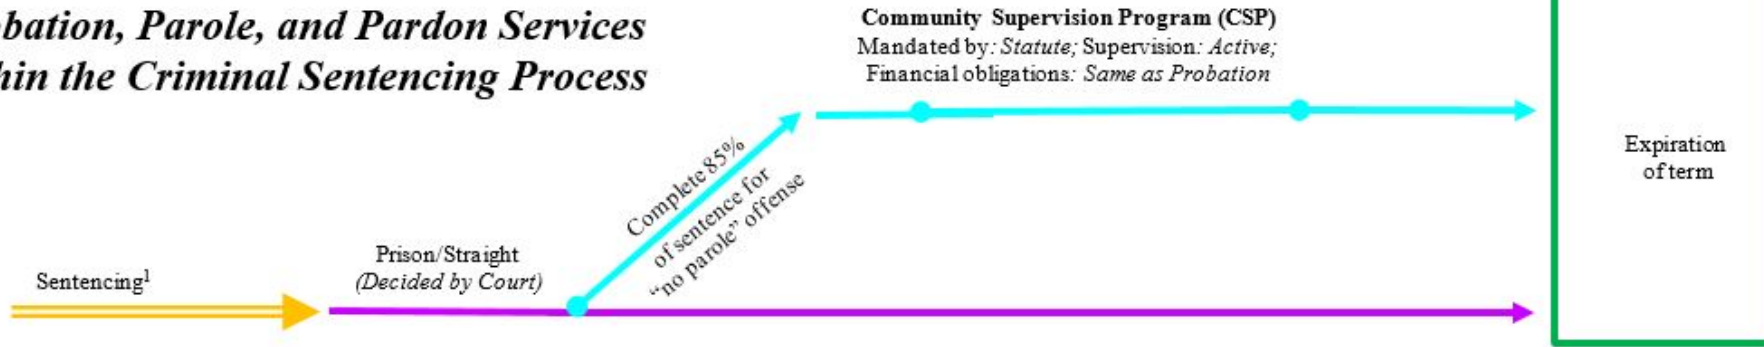 bation, Parole, and Pardon Services
hin the Criminal Sentencing Process
Community Supervision Program (CSP)
Mandated by: Statute; Supervision: Active;
Financial obligations: Same as Probation
Complete 85%
of sentence for
“no parole” offense
Expiration
of term
Prison/Straight
(Decided by Court)
Sentencing¹